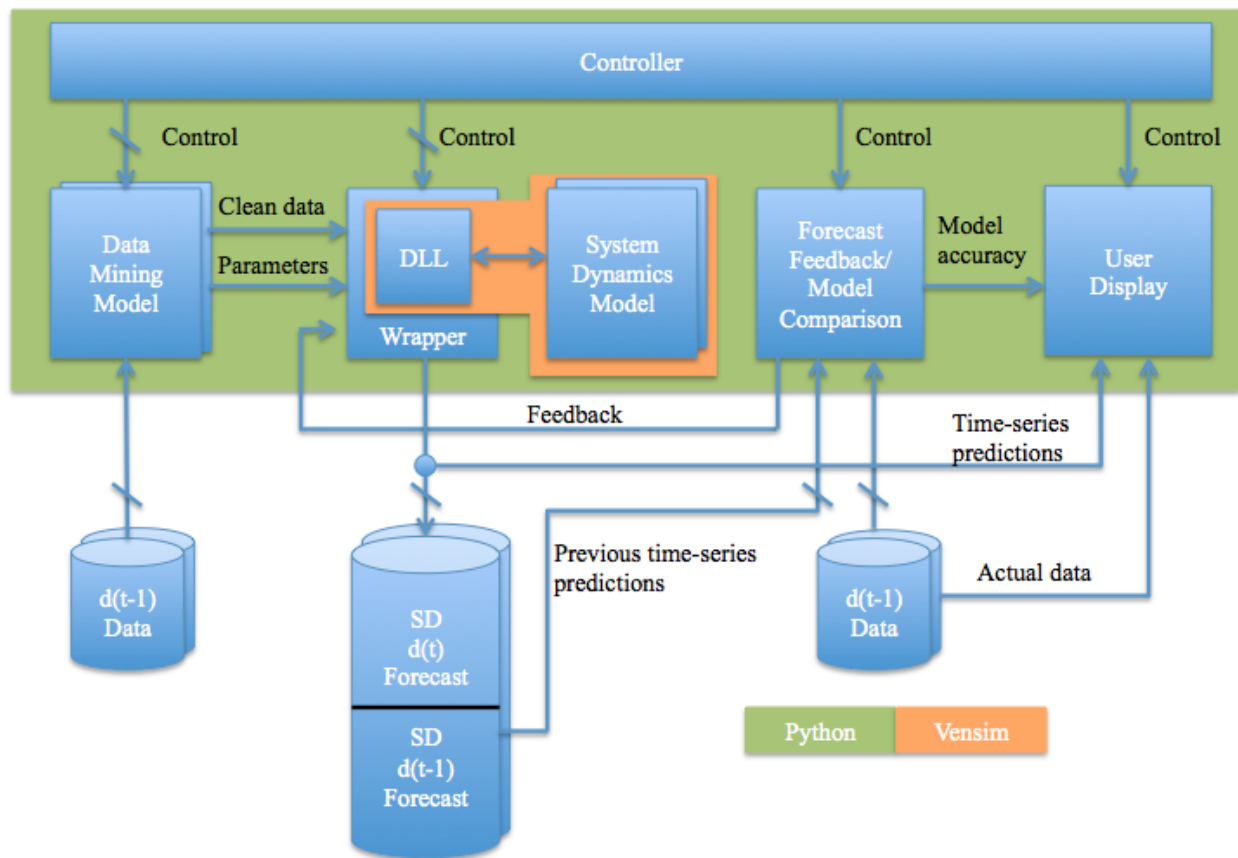 Controller
Control
Control
Control
Control
Data
Mining
Model
Clean data
Parameters
DLL
Wrapper
System
Dynamics
Model
Forecast
Feedback/
Model
Comparison
Model
accuracy
User
Display
Feedback
Time-series
predictions
d(t-1)
Data
SD
d(t)
Forecast
SD
d(t-1)
Forecast
Previous time-series
predictions
d(t-1)
Data
Actual data
Python
Vensim